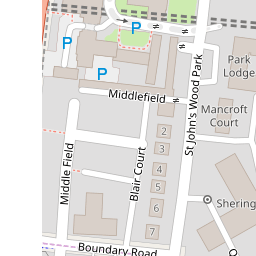 P
P
P
Park
Lodge
Middlefield
Mancroft
Court
St John's Wood Park
2
3
4
5
6
7
Middle Field
Blair Court
Shering
Boundary Road